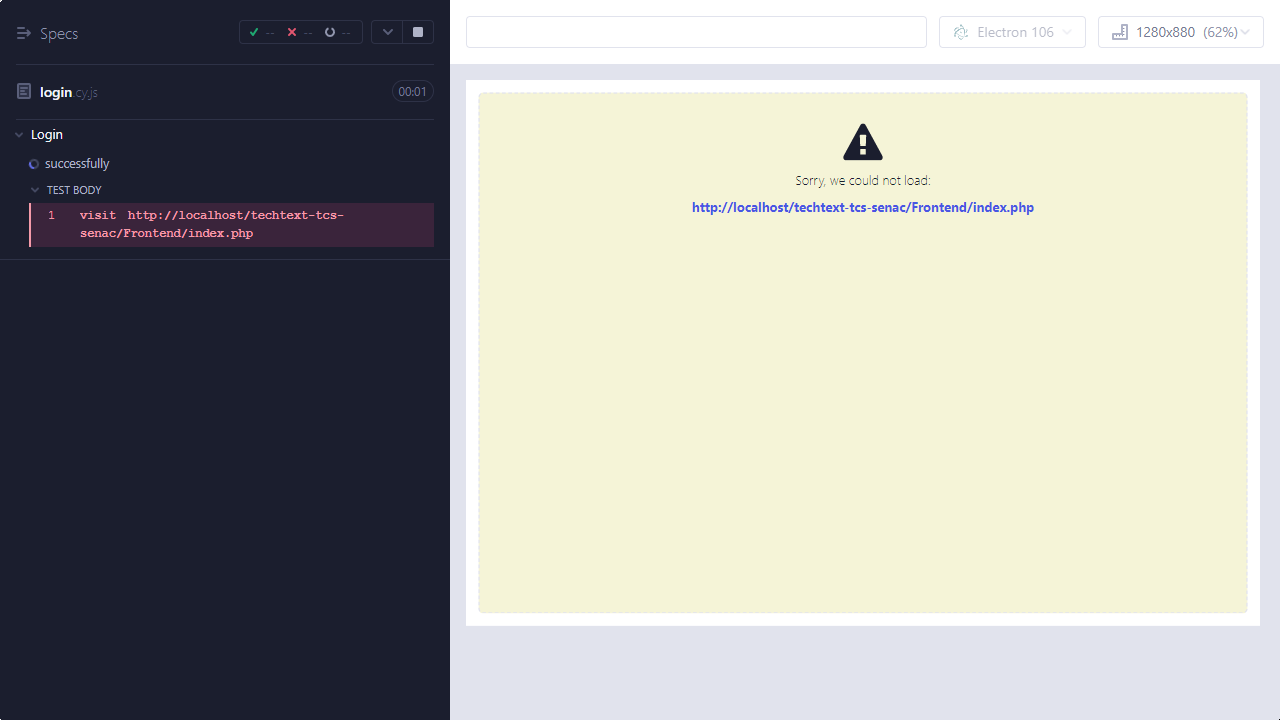 Specs
-- -- --
login.cy.js
00:01
Login
successfully
TEST BODY
1 visit http://localhost/techtext-tcs-
senac/Frontend/index.php
Electron 106
1280x880 (62%)
Sorry, we could not load:
http://localhost/techtext-tcs-senac/Frontend/index.php